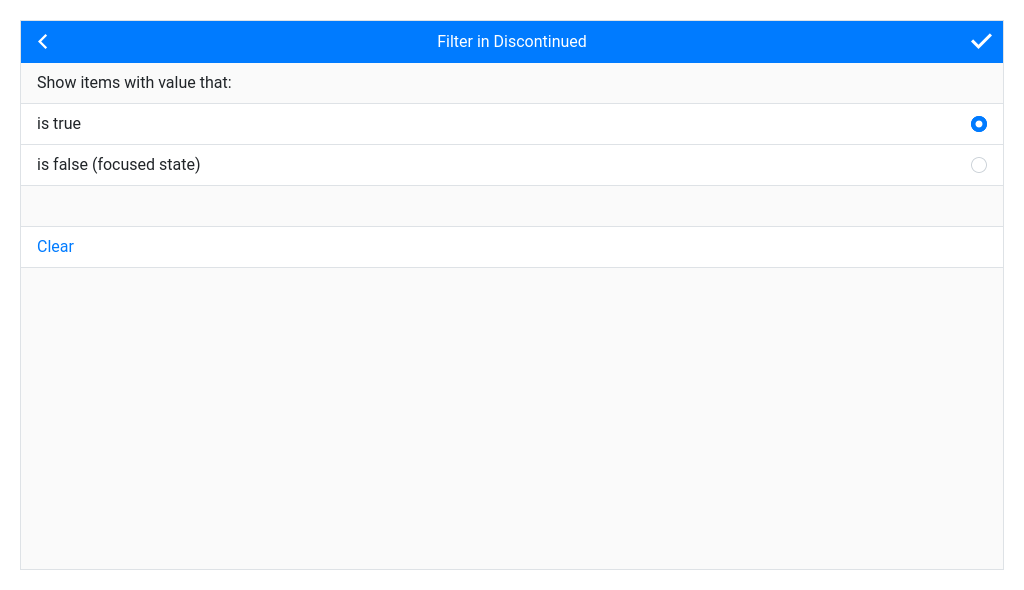 Filter in Discontinued
Show items with value that:
is true
is false (focused state)
Clear